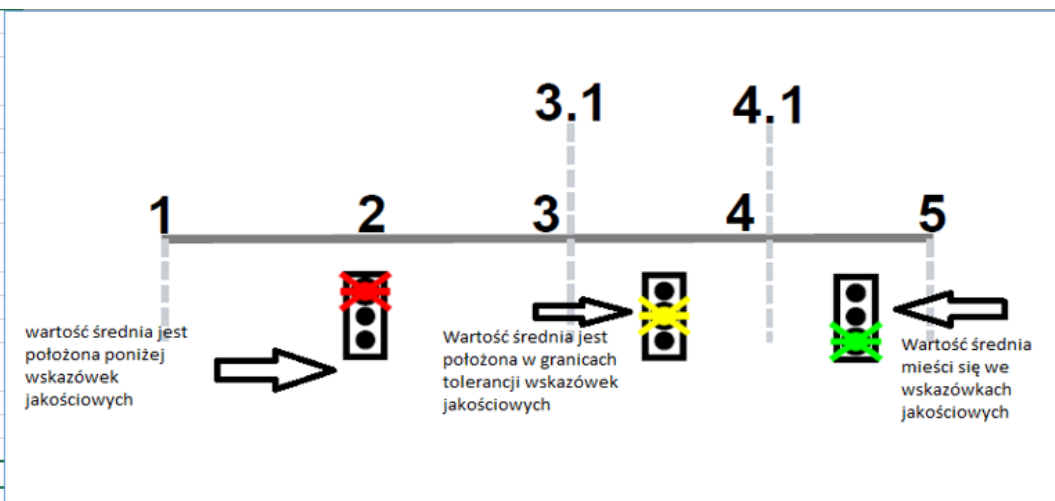 3.1
4.1
1
2
3
4
5
wartość średnia jest
położona poniżej
wskazówek
jakościowych
Wartość średnia jest
położona w granicach
tolerancji wskazówek
jakościowych
Wartość średnia
mieści się we
wskazówkach
jakościowych